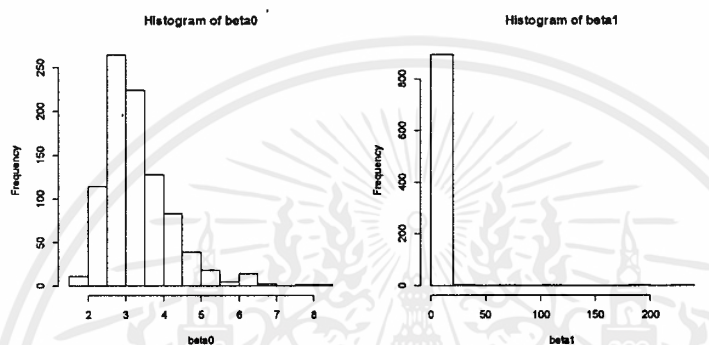 Histogram of beta0
Frequency
250
200
150
100
50
0
2 3 4 5 6 7 8
beta0
Histogram of beta1
Frequency
800
600
400
200
0
0 50 100 150 200
beta1